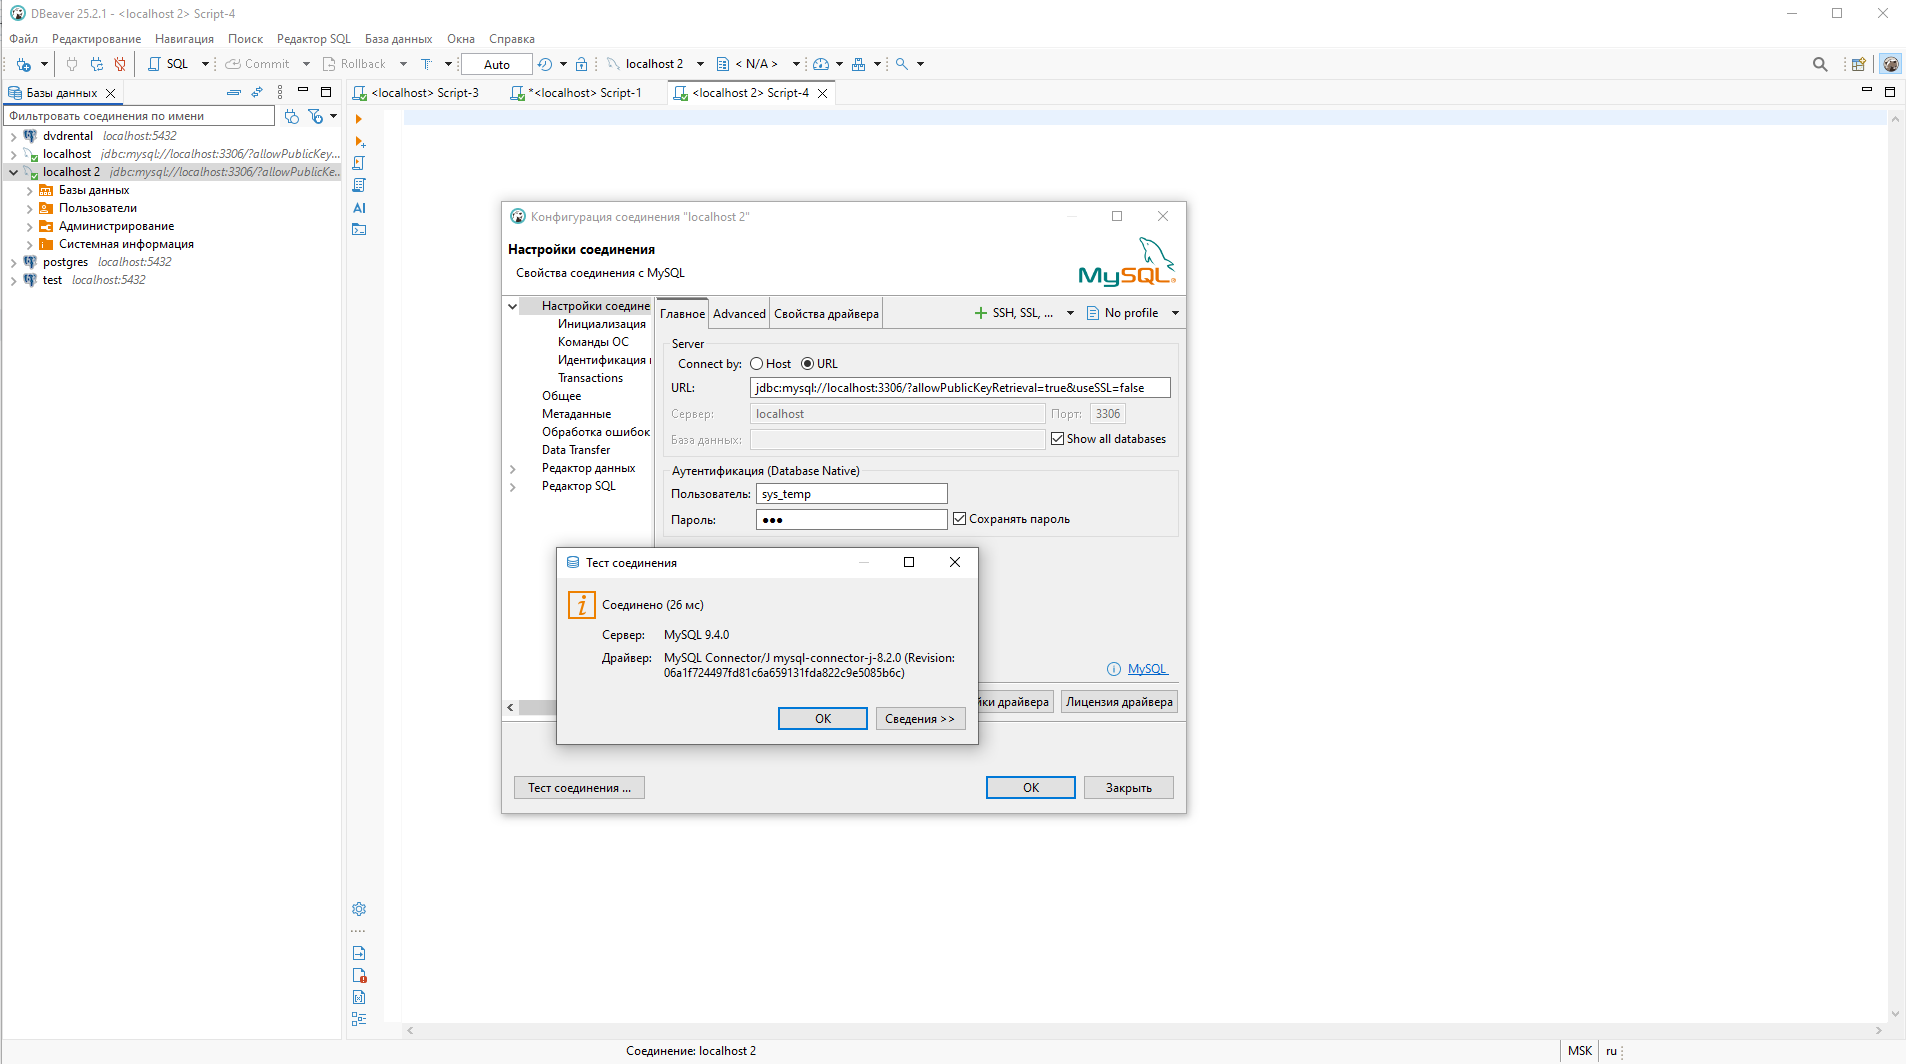 DBeaver 25.2.1 - <localhost 2> Script-4
Файл Редактирование Навигация Поиск Редактор SQL База данных Окна Справка
SQL Commit Rollback Auto localhost 2 < N/A >
Базы данных
<localhost> Script-3 *<localhost> Script-1 <localhost 2> Script-4
Фильтровать соединения по имени
dvdrental localhost:5432
localhost jdbc:mysql://localhost:3306/?allowPublicKey...
localhost 2 jdbc:mysql://localhost:3306/?allowPublicKe...
Базы данных
Пользователи
Администрирование
Системная информация
postgres localhost:5432
test localhost:5432
AI
Конфигурация соединения "localhost 2"
Настройки соединения
Свойства соединения с MySQL
MySQL
Настройки соедине
Инициализация
Команды ОС
Идентификация
Transactions
Общее
Метаданные
Обработка ошибок
Data Transfer
Редактор данных
Редактор SQL
Главное Advanced Свойства драйвера SSH, SSL, ... No profile
Server
Connect by: Host URL
URL: jdbc:mysql://localhost:3306/?allowPublicKeyRetrieval=true&useSSL=false
Сервер: localhost Порт: 3306
База данных: Show all databases
Аутентификация (Database Native)
Пользователь: sys_temp
Пароль: ●●● Сохранять пароль
MySQL
йки драйвера Лицензия драйвера
Тест соединения
Соединено (26 мс)
Сервер: MySQL 9.4.0
Драйвер: MySQL Connector/J mysql-connector-j-8.2.0 (Revision:
06a1f724497fd81c6a659131fda822c9e5085b6c)
OK Сведения >>
Тест соединения ... OK Закрыть
Соединение: localhost 2 MSK ru